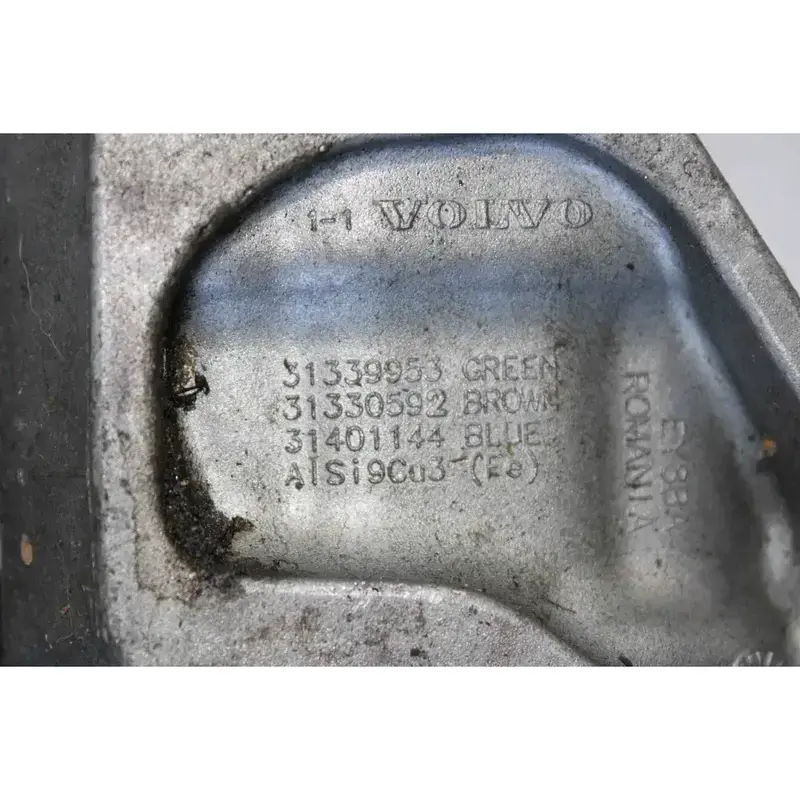 1-1 VOLVO
31339953 GREEN
31330592 BROWN
31401144 BLUE
AlSi9Cu3 (Fe)
ROMANIA